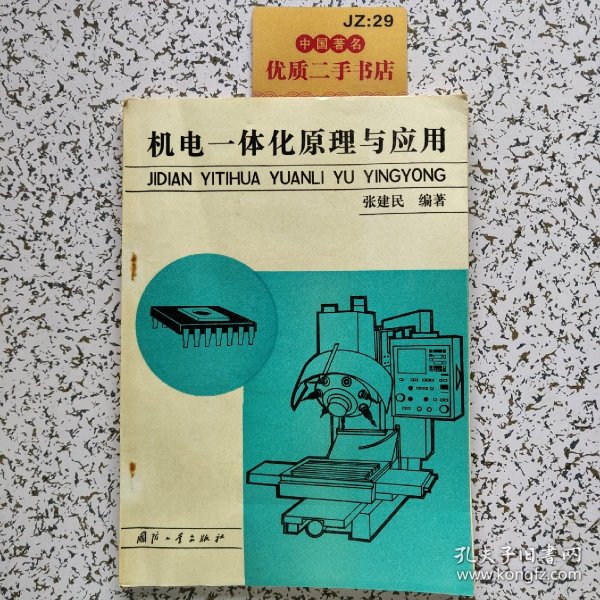 JZ:29
中国著名
优质二手书店
机电一体化原理与应用
JIDIAN YITIHUA YUANLI YU YINGYONG
张建民 编著
国防工业出版社
孔夫子旧书网
www.kongfz.com